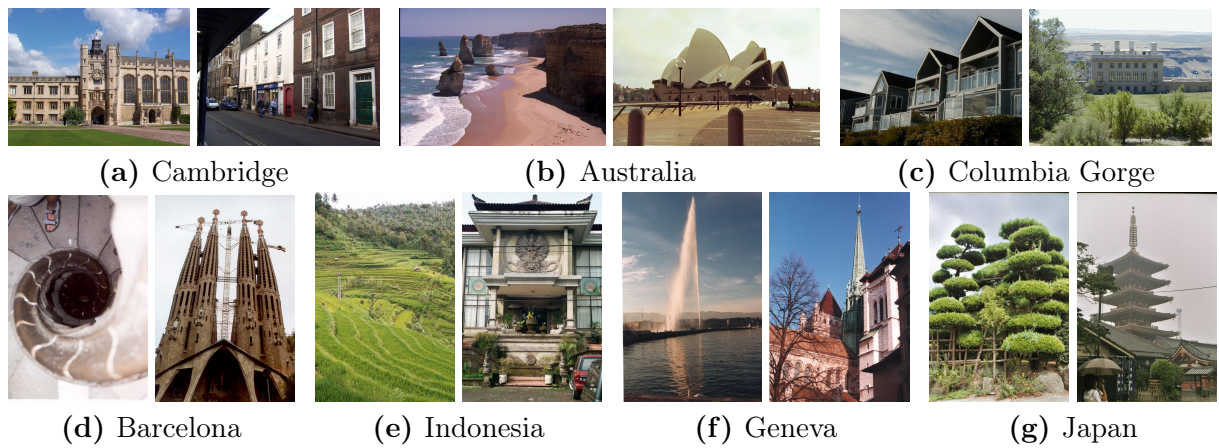 (a) Cambridge
(b) Australia
(c) Columbia Gorge
(d) Barcelona
(e) Indonesia
(f) Geneva
(g) Japan